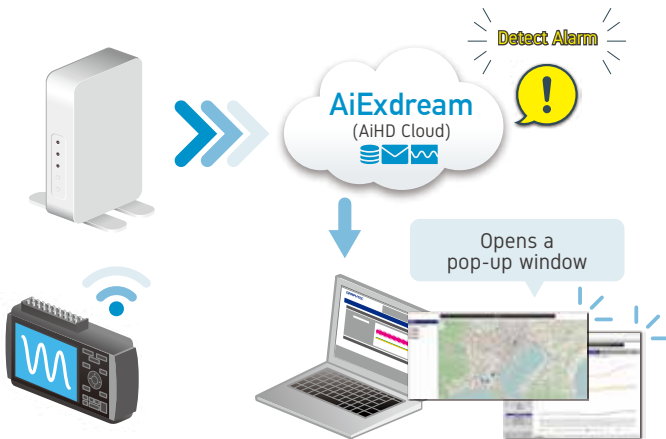 Detect Alarm
!
AiExdream
(AiHD Cloud)
Opens a
pop-up window